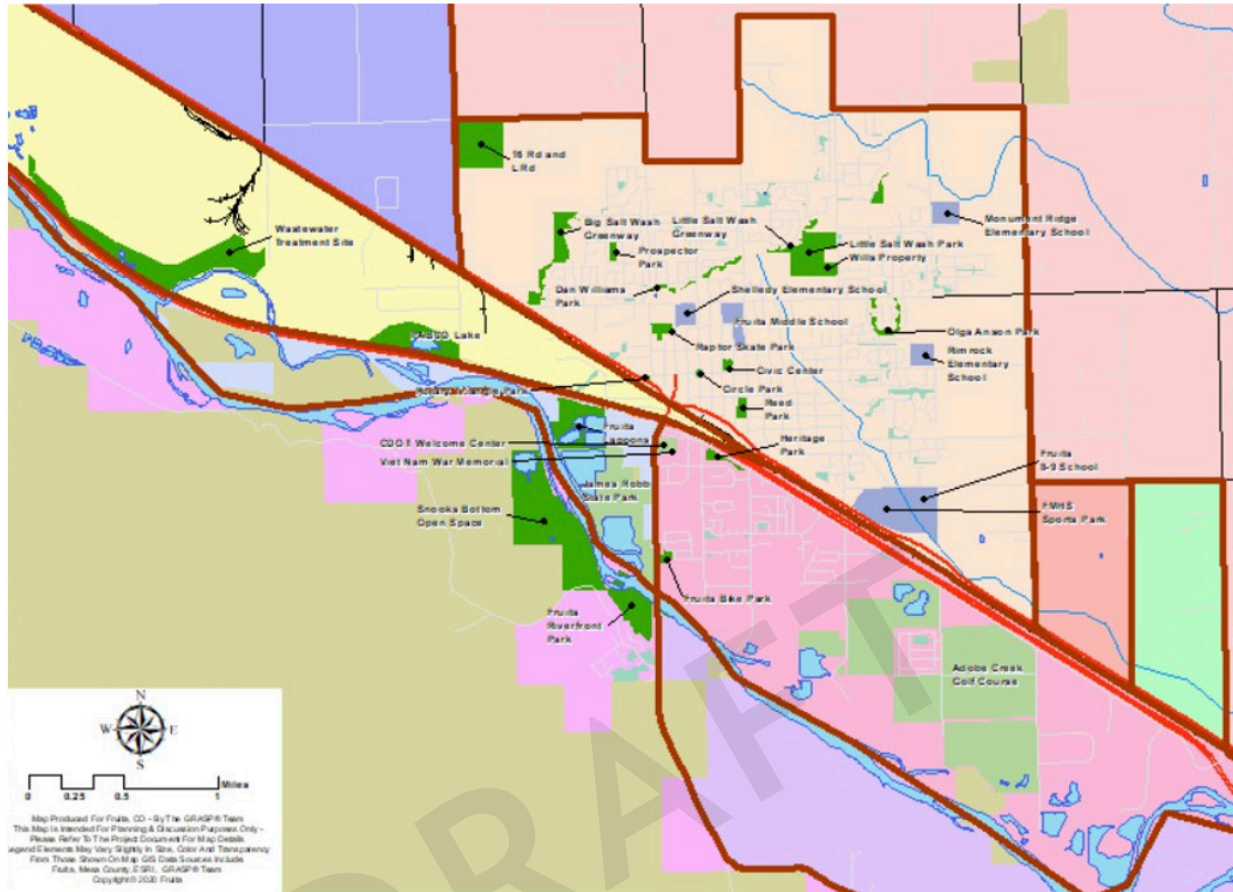 16 Rd and
L Rd
Wastewater
Treatment Site
Big Salt Wash
Greenway
Little Salt Wash
Greenway
Monument Ridge
Elementary School
Prospector
Park
Little Salt Wash Park
Wills Property
Dan Williams
Park
Shelledy Elementary School
Fruita Middle School
Olga Anson Park
Lake
Raptor Skate Park
Rimrock
Elementary
School
Civic Center
Park
Circle Park
Reed
Park
Fruita
Lagoons
CDOT Welcome Center
Heritage
Park
Viet Nam War Memorial
Fruita
8-9 School
James Robb
State Park
Snooks Bottom
Open Space
FMHS
Sports Park
Fruita Bike Park
Fruita
Riverfront
Park
Adobe Creek
Golf Course
DRAFT
N
W E
S
Miles
0 0.25 0.5 1
Map Produced For Fruita, CO - By The GRASP® Team
This Map Is Intended For Planning & Discussion Purposes Only -
Please Refer To The Project Document For Map Details
Legend Elements May Vary Slightly In Size, Color And Transparency
From Those Shown On Map. GIS Data Sources Include
Fruita, Mesa County, ESRI, GRASP® Team
Copyright© 2020 Fruita